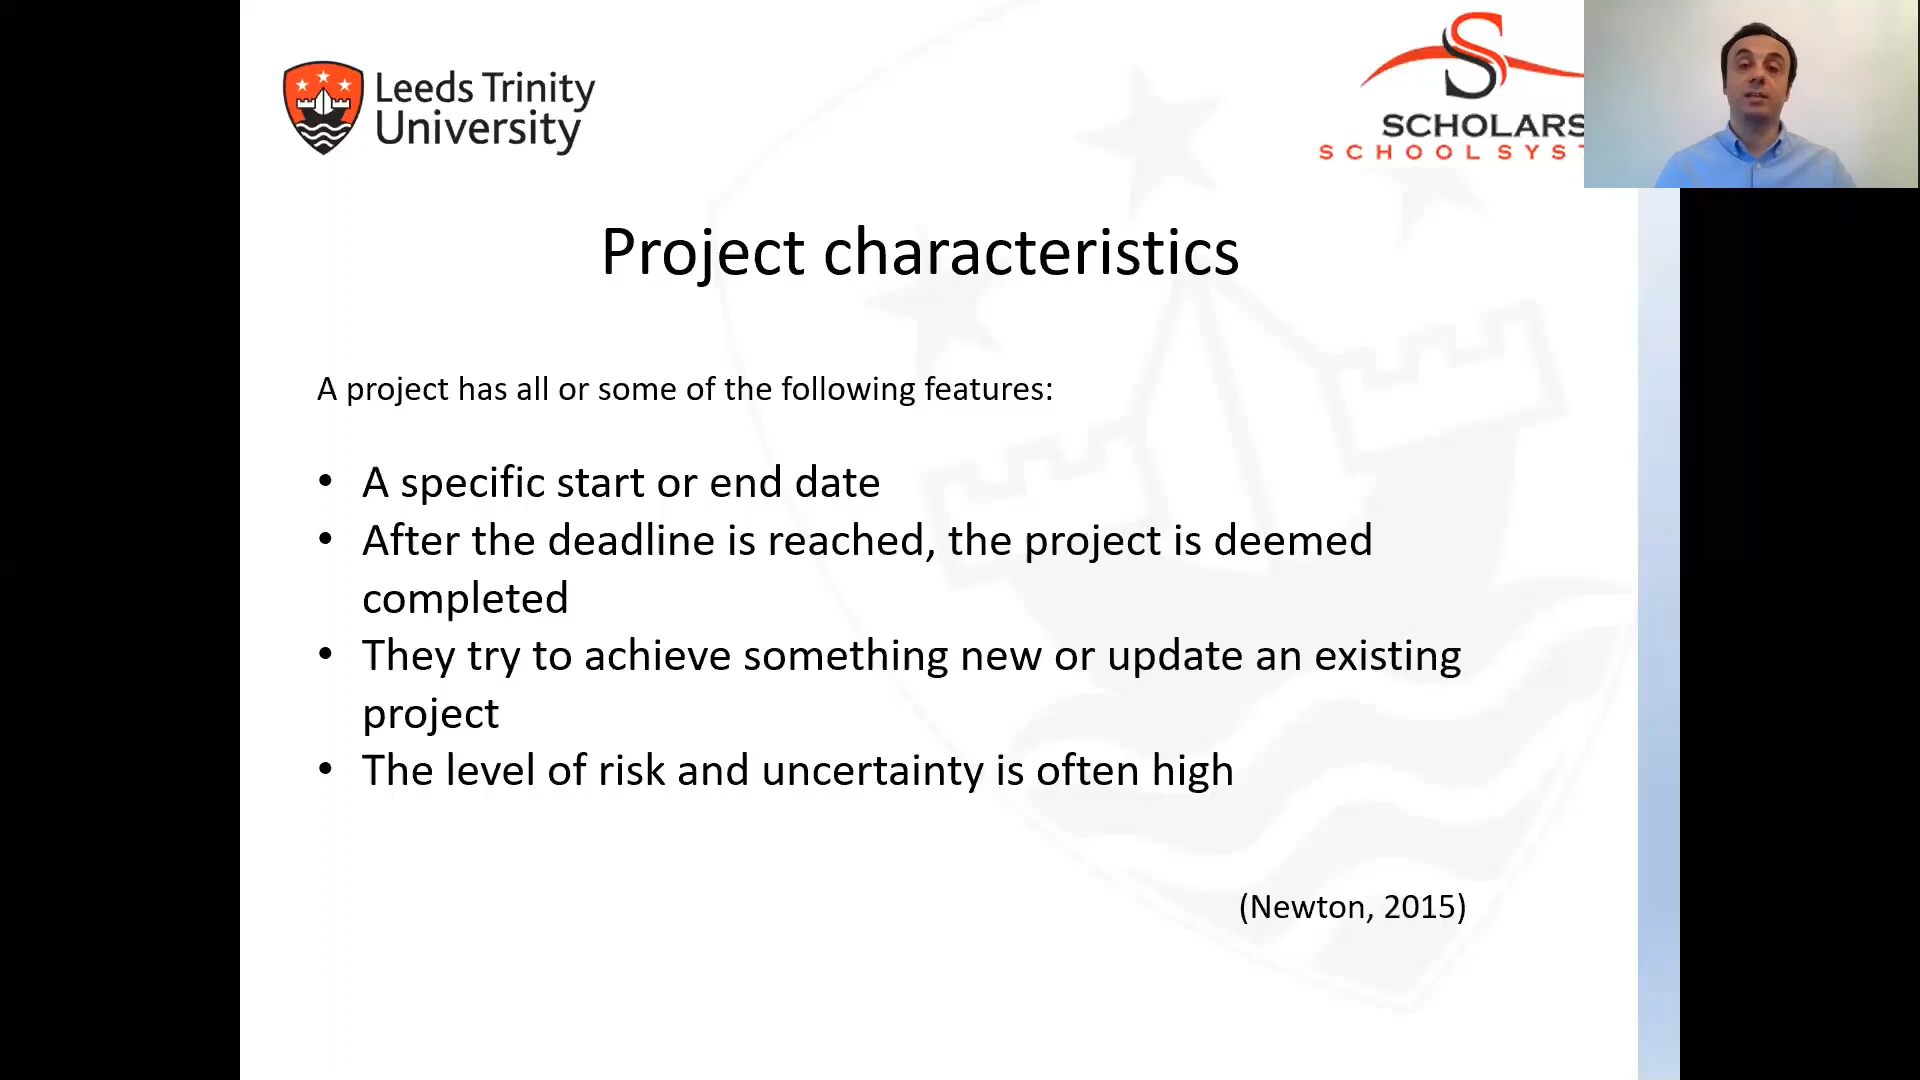 Leeds Trinity
University
SCHOLARS
SCHOOL SYST
Project characteristics
A project has all or some of the following features:
• A specific start or end date
• After the deadline is reached, the project is deemed
completed
• They try to achieve something new or update an existing
project
• The level of risk and uncertainty is often high
(Newton, 2015)